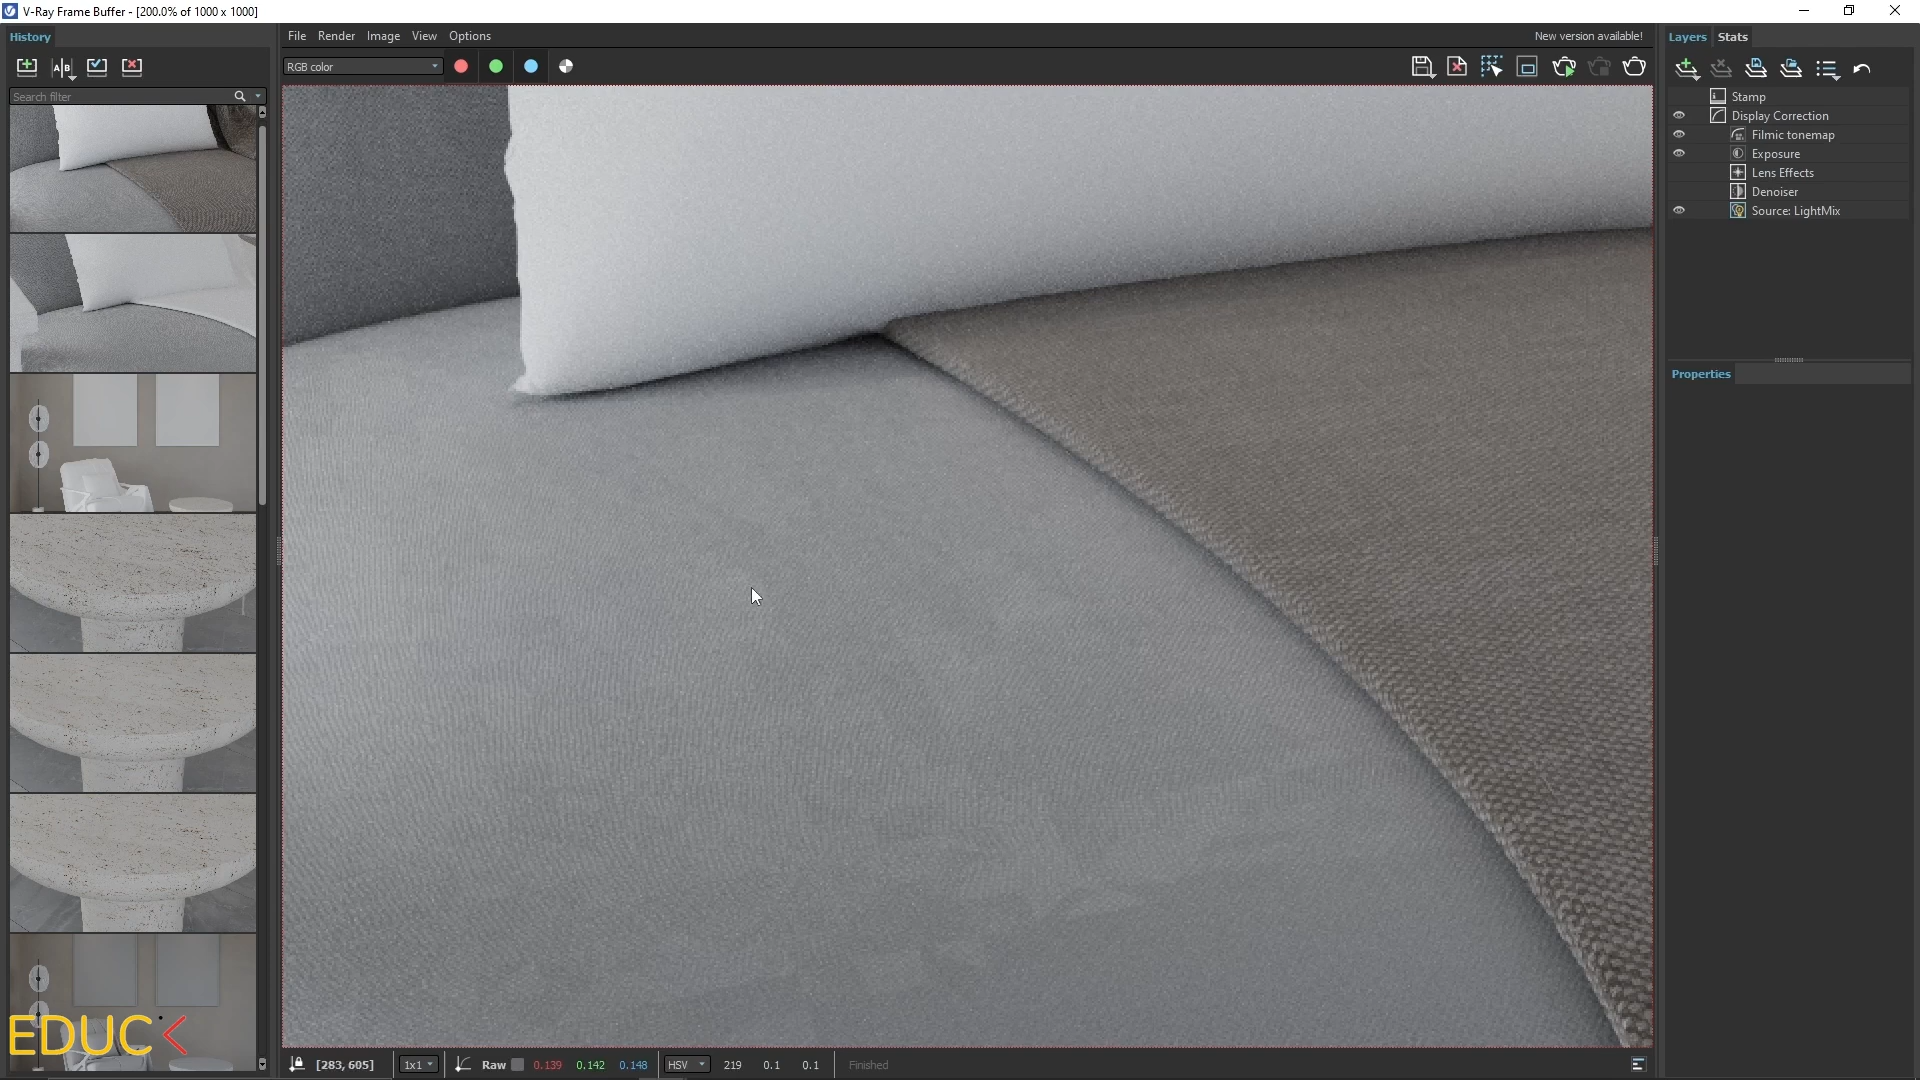 V-Ray Frame Buffer - [200.0% of 1000 x 1000]
History
File Render Image View Options
New version available!
Layers Stats
A|B
RGB color
Search filter
Stamp
Display Correction
Filmic tonemap
Exposure
Lens Effects
Denoiser
Source: LightMix
Properties
EDUC
[283, 605]
1x1
Raw
0.139
0.142
0.148
HSV
219
0.1
0.1
Finished